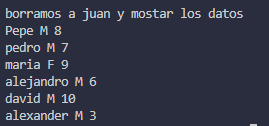 borramos a juan y mostar los datos
Pepe M 8
pedro M 7
maria F 9
alejandro M 6
david M 10
alexander M 3